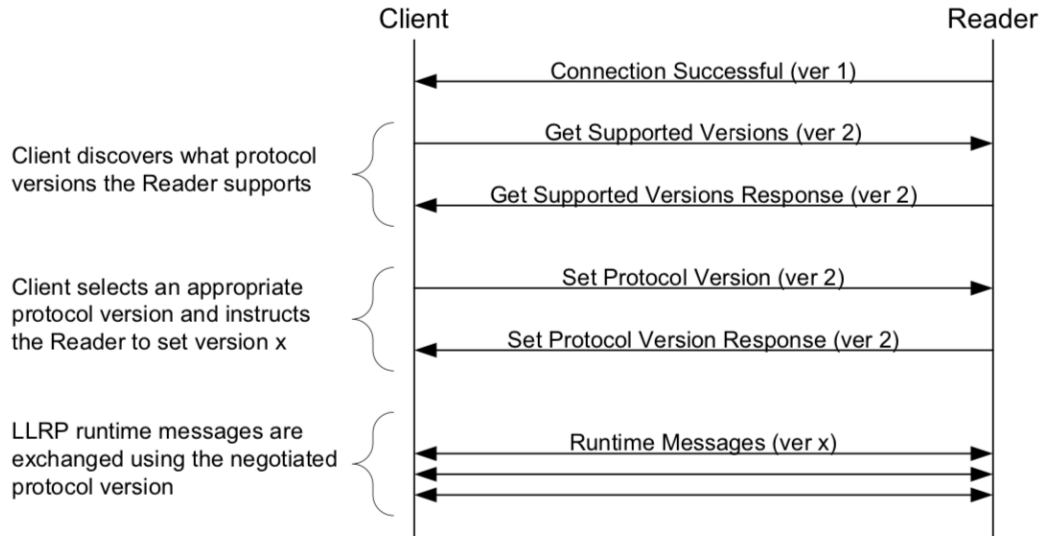 Client
Reader
Connection Successful (ver 1)
Client discovers what protocol
versions the Reader supports
Get Supported Versions (ver 2)
Get Supported Versions Response (ver 2)
Client selects an appropriate
protocol version and instructs
the Reader to set version x
Set Protocol Version (ver 2)
Set Protocol Version Response (ver 2)
LLRP runtime messages are
exchanged using the negotiated
protocol version
Runtime Messages (ver x)